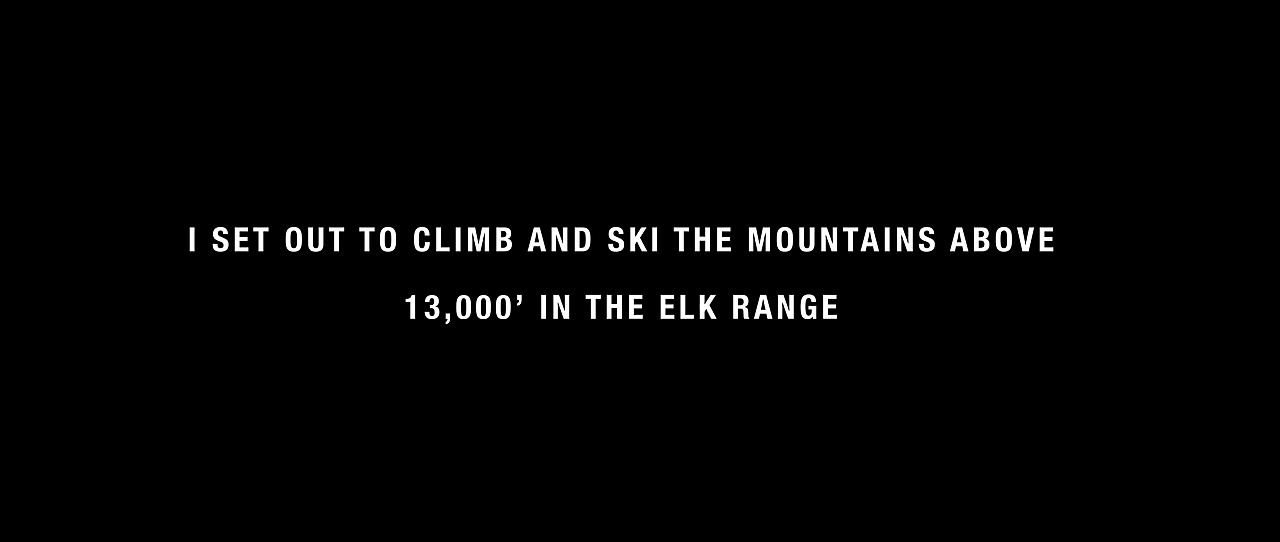 I SET OUT TO CLIMB AND SKI THE MOUNTAINS ABOVE
13,000’ IN THE ELK RANGE